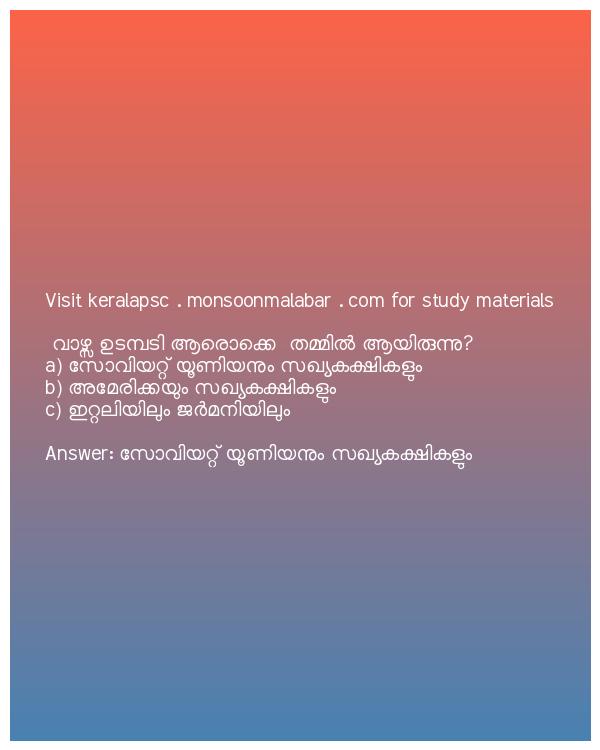 Visit keralapsc . monsoonmalabar . com for study materials
വാഴ്സ ഉടമ്പടി ആരൊക്കെ തമ്മിൽ ആയിരുന്നു?
a) സോവിയറ്റ് യൂണിയനും സഖ്യകക്ഷികളും
b) അമേരിക്കയും സഖ്യകക്ഷികളും
c) ഇറ്റലിയിലും ജർമനിയിലും
Answer: സോവിയറ്റ് യൂണിയനും സഖ്യകക്ഷികളും